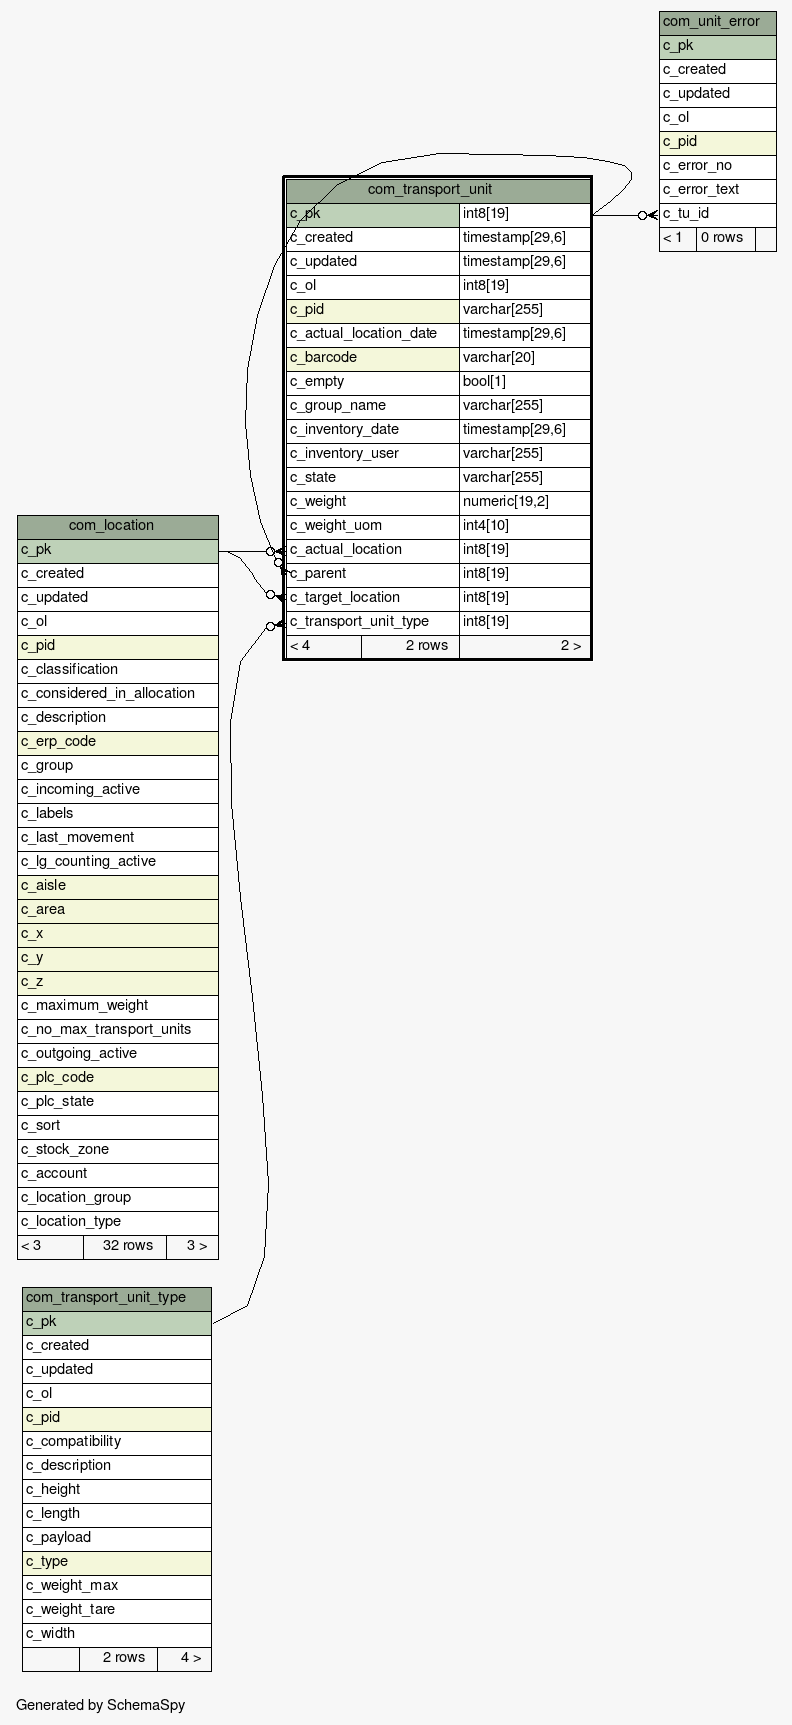 com_unit_error
c_pk
c_created
c_updated
c_ol
c_pid
c_error_no
c_error_text
c_tu_id
< 1 0 rows
com_transport_unit
c_pk int8[19]
c_created timestamp[29,6]
c_updated timestamp[29,6]
c_ol int8[19]
c_pid varchar[255]
c_actual_location_date timestamp[29,6]
c_barcode varchar[20]
c_empty bool[1]
c_group_name varchar[255]
c_inventory_date timestamp[29,6]
c_inventory_user varchar[255]
c_state varchar[255]
c_weight numeric[19,2]
c_weight_uom int4[10]
c_actual_location int8[19]
c_parent int8[19]
c_target_location int8[19]
c_transport_unit_type int8[19]
< 4 2 rows 2 >
com_location
c_pk
c_created
c_updated
c_ol
c_pid
c_classification
c_considered_in_allocation
c_description
c_erp_code
c_group
c_incoming_active
c_labels
c_last_movement
c_lg_counting_active
c_aisle
c_area
c_x
c_y
c_z
c_maximum_weight
c_no_max_transport_units
c_outgoing_active
c_plc_code
c_plc_state
c_sort
c_stock_zone
c_account
c_location_group
c_location_type
< 3 32 rows 3 >
com_transport_unit_type
c_pk
c_created
c_updated
c_ol
c_pid
c_compatibility
c_description
c_height
c_length
c_payload
c_type
c_weight_max
c_weight_tare
c_width
2 rows 4 >
Generated by SchemaSpy